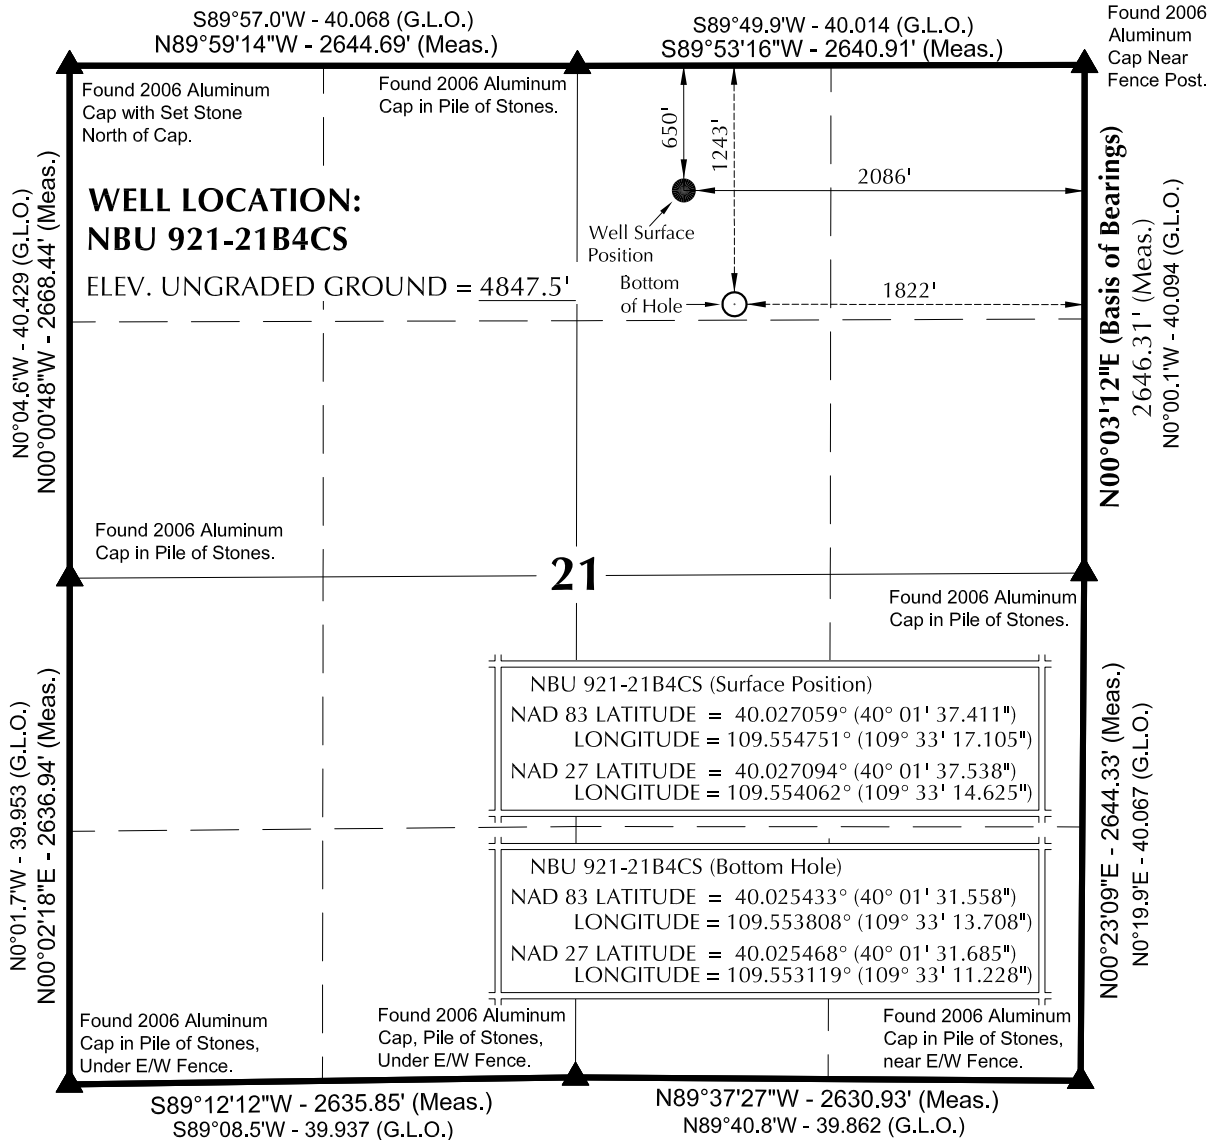 S89°57.0'W - 40.068 (G.L.O.)
N89°59'14"W - 2644.69' (Meas.)
S89°49.9'W - 40.014 (G.L.O.)
S89°53'16"W - 2640.91' (Meas.)
Found 2006
Aluminum
Cap Near
Fence Post.
Found 2006 Aluminum
Cap with Set Stone
North of Cap.
Found 2006 Aluminum
Cap in Pile of Stones.
650'
1243'
2086'
WELL LOCATION:
NBU 921-21B4CS
ELEV. UNGRADED GROUND = 4847.5'
Well Surface
Position
Bottom
of Hole
1822'
N0°04.6'W - 40.429 (G.L.O.)
N00°00'48"W - 2668.44' (Meas.)
N00°03'12"E (Basis of Bearings)
2646.31' (Meas.)
N0°00.1'W - 40.094 (G.L.O.)
Found 2006 Aluminum
Cap in Pile of Stones.
21
Found 2006 Aluminum
Cap in Pile of Stones.
NBU 921-21B4CS (Surface Position)
NAD 83 LATITUDE = 40.027059° (40° 01' 37.411")
LONGITUDE = 109.554751° (109° 33' 17.105")
NAD 27 LATITUDE = 40.027094° (40° 01' 37.538")
LONGITUDE = 109.554062° (109° 33' 14.625")
NBU 921-21B4CS (Bottom Hole)
NAD 83 LATITUDE = 40.025433° (40° 01' 31.558")
LONGITUDE = 109.553808° (109° 33' 13.708")
NAD 27 LATITUDE = 40.025468° (40° 01' 31.685")
LONGITUDE = 109.553119° (109° 33' 11.228")
N0°01.7'W - 39.953 (G.L.O.)
N00°02'18"E - 2636.94' (Meas.)
N00°23'09"E - 2644.33' (Meas.)
N0°19.9'E - 40.067 (G.L.O.)
Found 2006 Aluminum
Cap in Pile of Stones,
Under E/W Fence.
Found 2006 Aluminum
Cap, Pile of Stones,
Under E/W Fence.
Found 2006 Aluminum
Cap in Pile of Stones,
near E/W Fence.
S89°12'12"W - 2635.85' (Meas.)
S89°08.5'W - 39.937 (G.L.O.)
N89°37'27"W - 2630.93' (Meas.)
N89°40.8'W - 39.862 (G.L.O.)